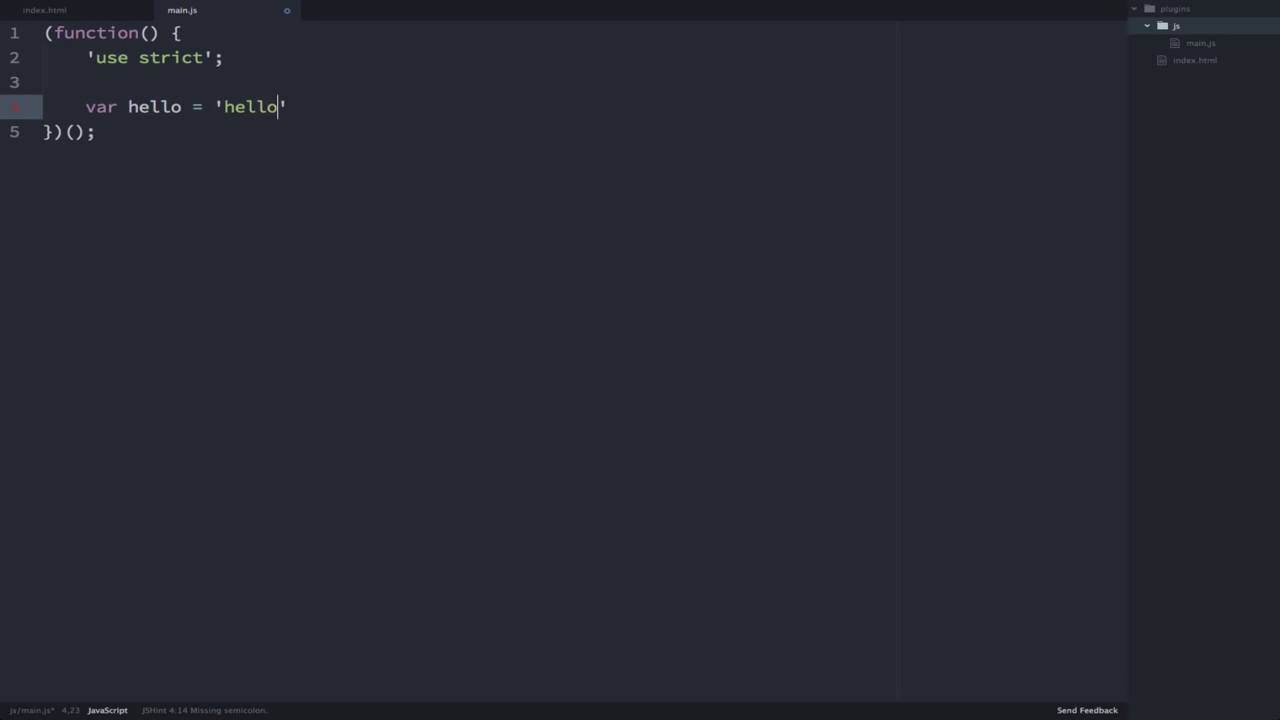 index.html
main.js
plugins
js
main.js
index.html
1 (function() {
2 'use strict';
3
4 var hello = 'hello'
5 })();
js/main.js* 4,23 JavaScript JSHint 4:14 Missing semicolon.
Send Feedback